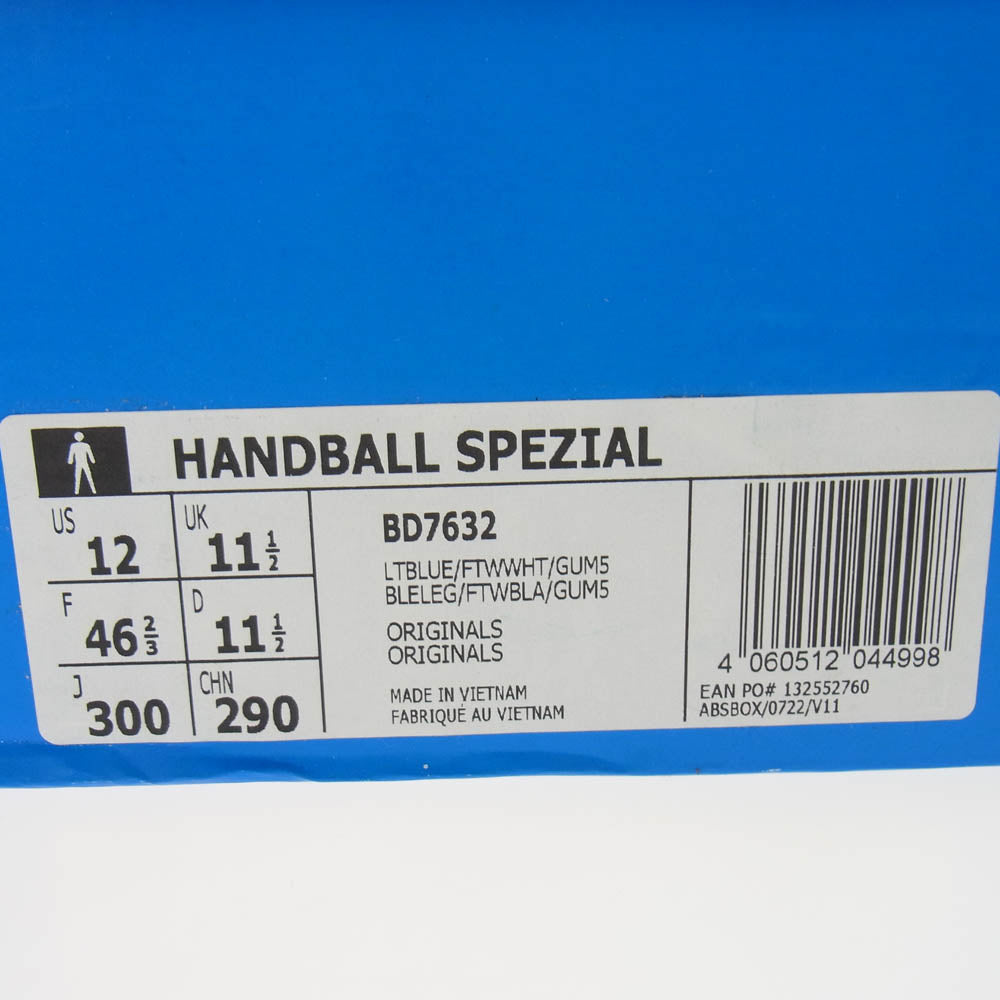 HANDBALL SPEZIAL
US 12 UK 11 1/2
F 46 2/3 D 11 1/2
J 300 CHN 290
BD7632
LTBLUE/FTWWHT/GUM5
BLELEG/FTWBLA/GUM5
ORIGINALS
ORIGINALS
MADE IN VIETNAM
FABRIQUÉ AU VIETNAM
4 060512 044998
EAN PO# 132552760
ABSBOX/0722/V11